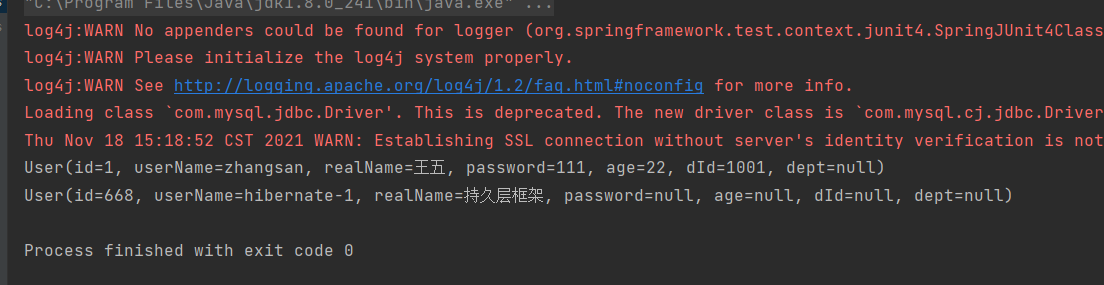 "C:\Program Files\Java\jdk1.8.0_241\bin\java.exe" ...
log4j:WARN No appenders could be found for logger (org.springframework.test.context.junit4.SpringJUnit4Class
log4j:WARN Please initialize the log4j system properly.
log4j:WARN See http://logging.apache.org/log4j/1.2/faq.html#noconfig for more info.
Loading class `com.mysql.jdbc.Driver'. This is deprecated. The new driver class is `com.mysql.cj.jdbc.Driver
Thu Nov 18 15:18:52 CST 2021 WARN: Establishing SSL connection without server's identity verification is not
User(id=1, userName=zhangsan, realName=王五, password=111, age=22, dId=1001, dept=null)
User(id=668, userName=hibernate-1, realName=持久层框架, password=null, age=null, dId=null, dept=null)
Process finished with exit code 0